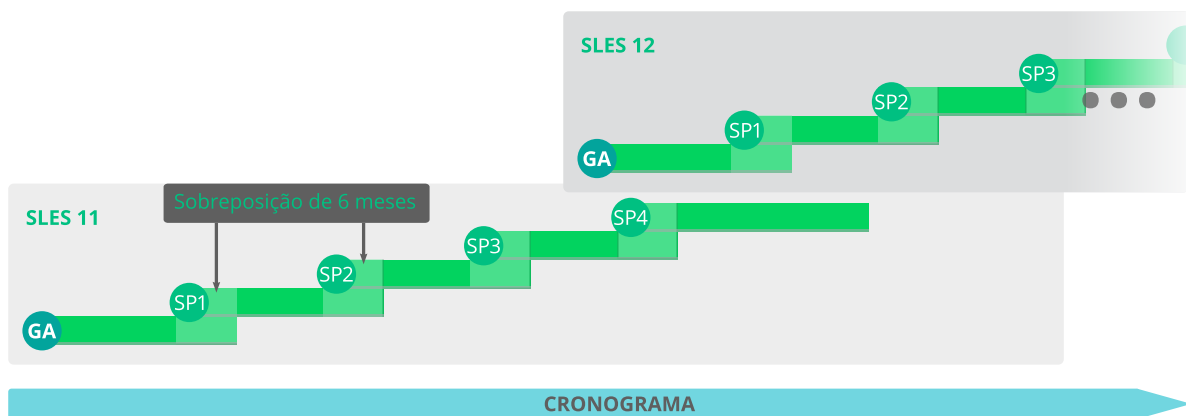 SLES 12
SP3
SP2
SP1
GA
Sobreposição de 6 meses
SLES 11
SP4
SP3
SP2
SP1
GA
CRONOGRAMA